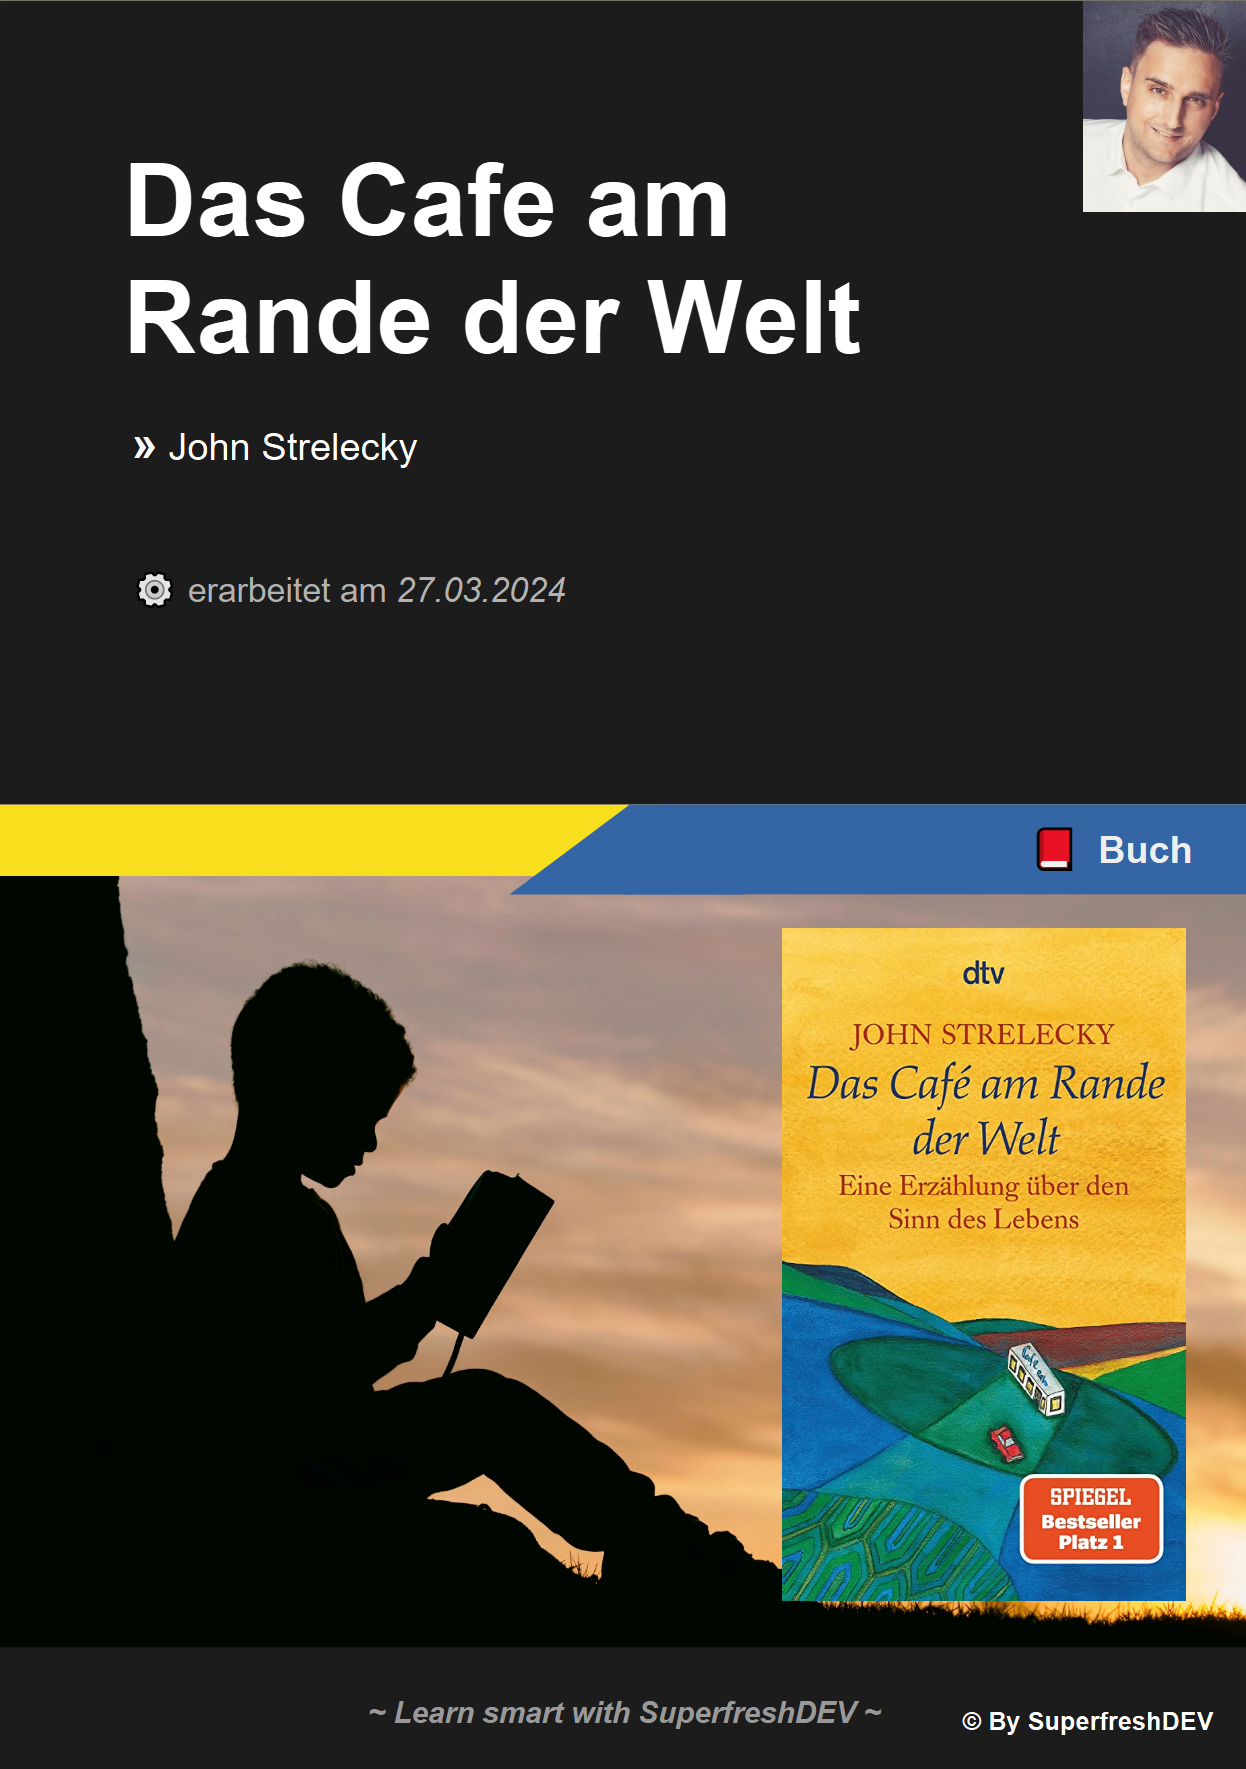 Das Cafe am
Rande der Welt
» John Strelecky
erarbeitet am 27.03.2024
Buch
dtv
JOHN STRELECKY
Das Café am Rande
der Welt
Eine Erzählung über den
Sinn des Lebens
SPIEGEL
Bestseller
Platz 1
~ Learn smart with SuperfreshDEV ~
© By SuperfreshDEV